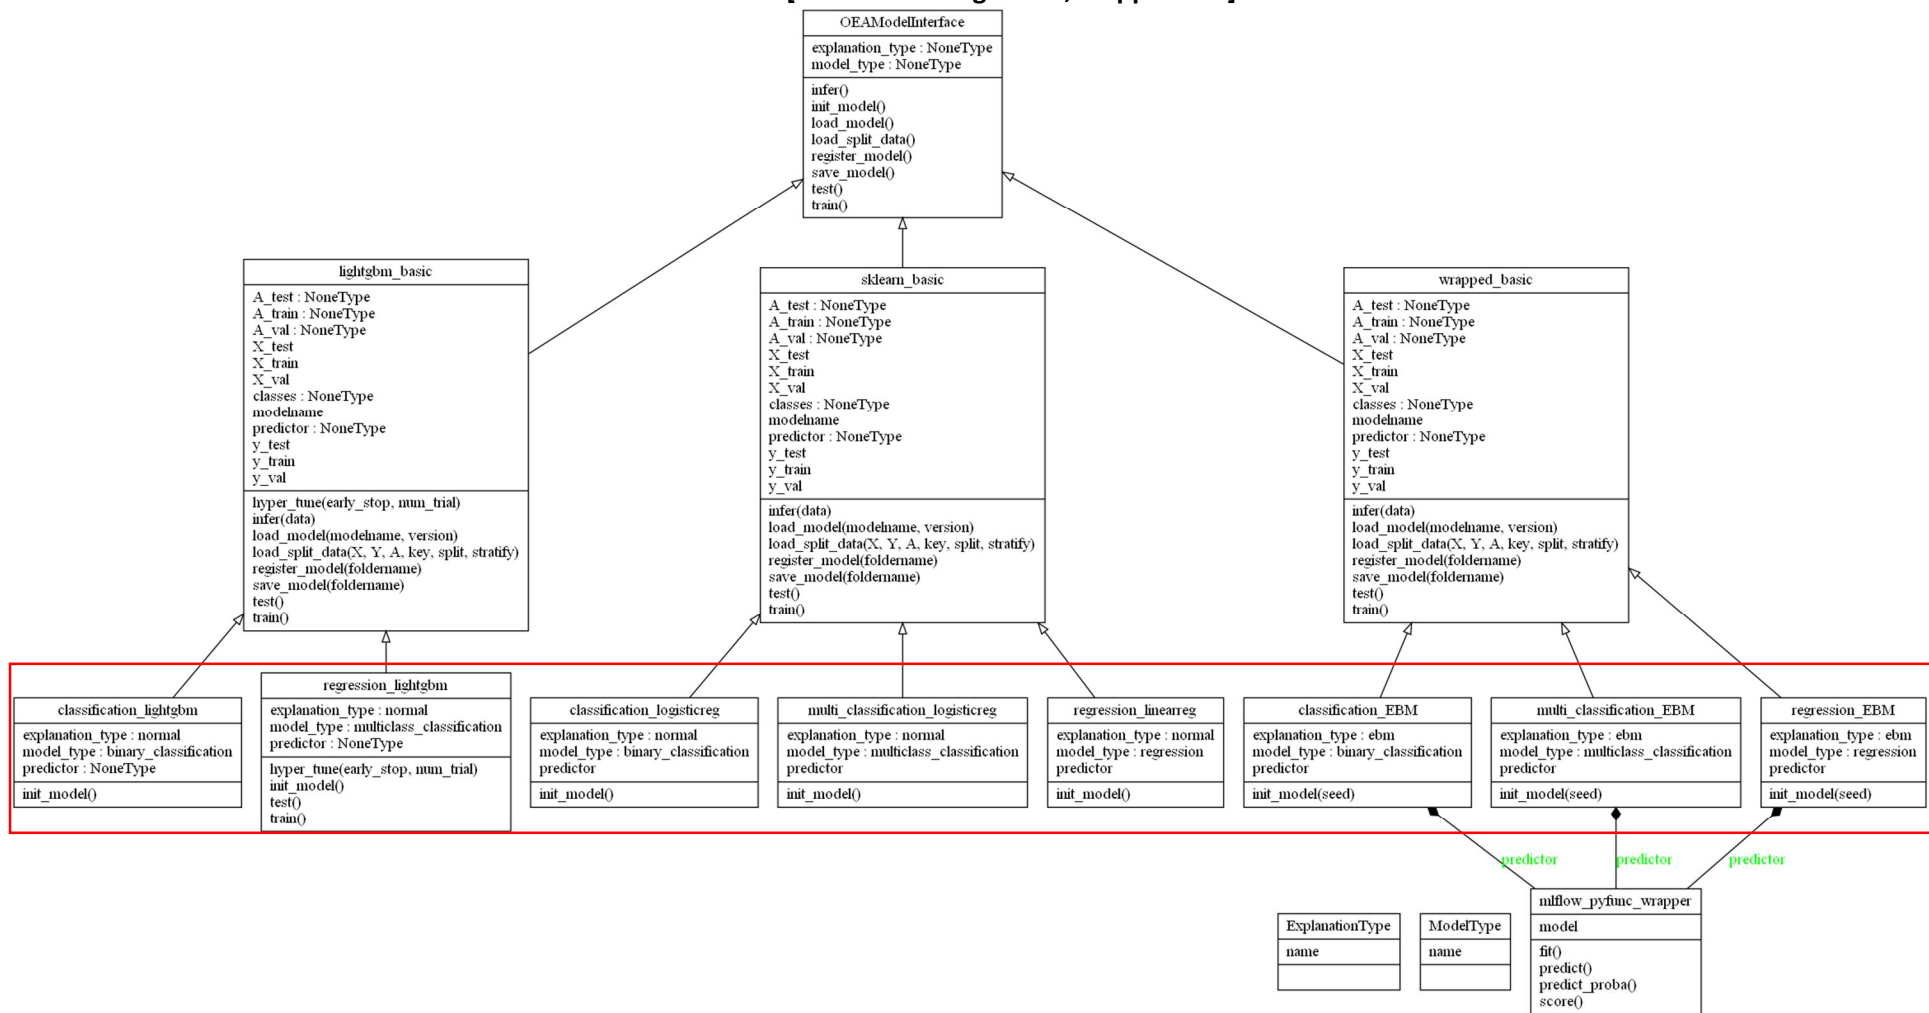 OEAModelInterface
explanation_type : NoneType
model_type : NoneType
infer()
init_model()
load_model()
load_split_data()
register_model()
save_model()
test()
train()
lightgbm_basic
A_test : NoneType
A_train : NoneType
A_val : NoneType
X_test
X_train
X_val
classes : NoneType
modelname
predictor : NoneType
y_test
y_train
y_val
hyper_tune(early_stop, num_trial)
infer(data)
load_model(modelname, version)
load_split_data(X, Y, A, key, split, stratify)
register_model(foldername)
save_model(foldername)
test()
train()
sklearn_basic
A_test : NoneType
A_train : NoneType
A_val : NoneType
X_test
X_train
X_val
classes : NoneType
modelname
predictor : NoneType
y_test
y_train
y_val
infer(data)
load_model(modelname, version)
load_split_data(X, Y, A, key, split, stratify)
register_model(foldername)
save_model(foldername)
test()
train()
wrapped_basic
A_test : NoneType
A_train : NoneType
A_val : NoneType
X_test
X_train
X_val
classes : NoneType
modelname
predictor : NoneType
y_test
y_train
y_val
infer(data)
load_model(modelname, version)
load_split_data(X, Y, A, key, split, stratify)
register_model(foldername)
save_model(foldername)
test()
train()
classification_lightgbm
explanation_type : normal
model_type : binary_classification
predictor : NoneType
init_model()
regression_lightgbm
explanation_type : normal
model_type : multiclass_classification
predictor : NoneType
hyper_tune(early_stop, num_trial)
init_model()
test()
train()
classification_logisticreg
explanation_type : normal
model_type : binary_classification
predictor
init_model()
multi_classification_logisticreg
explanation_type : normal
model_type : multiclass_classification
predictor
init_model()
regression_linearreg
explanation_type : normal
model_type : regression
predictor
init_model()
classification_EBM
explanation_type : ebm
model_type : binary_classification
predictor
init_model(seed)
multi_classification_EBM
explanation_type : ebm
model_type : multiclass_classification
predictor
init_model(seed)
regression_EBM
explanation_type : ebm
model_type : regression
predictor
init_model(seed)
predictor
predictor
predictor
ExplanationType
name
ModelType
name
mlflow_pyfunc_wrapper
model
fit()
predict()
predict_proba()
score()